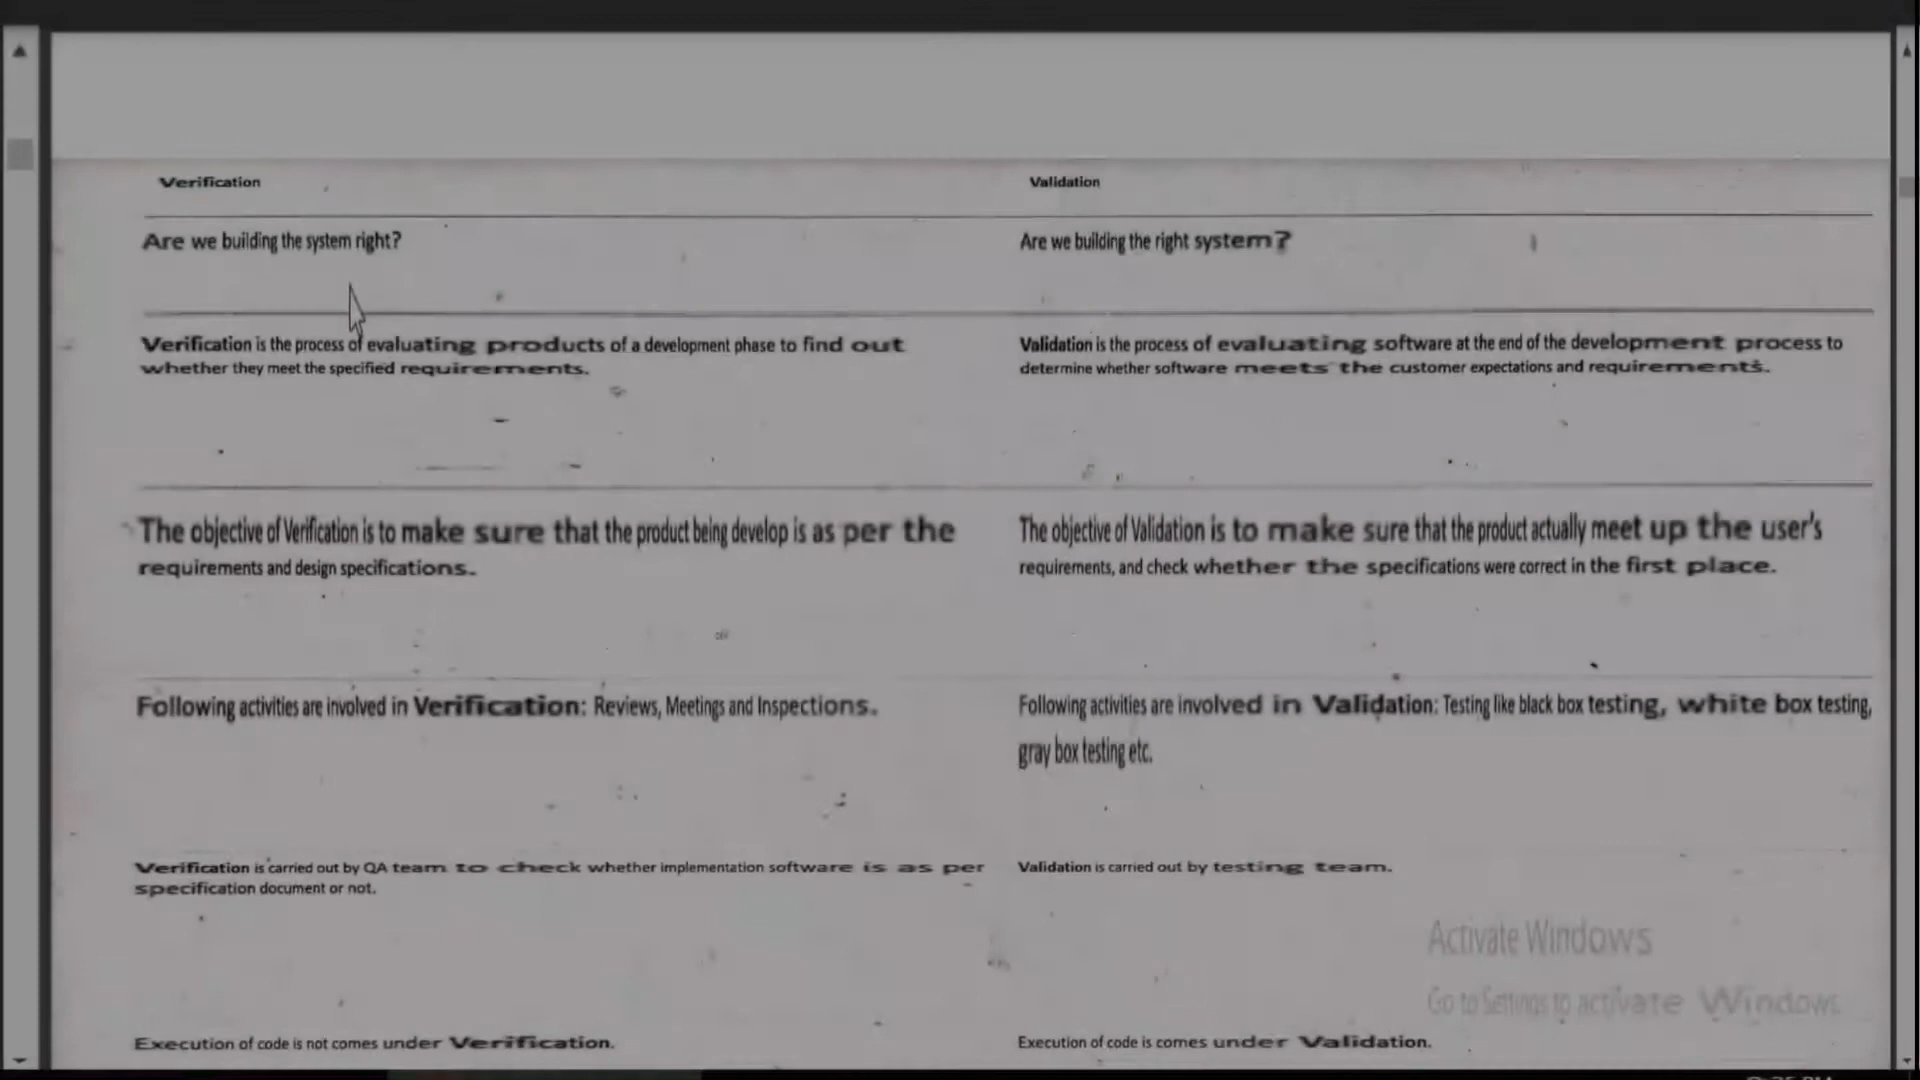 Verification
Validation
Are we building the system right?
Are we building the right system?
Verification is the process of evaluating products of a development phase to find out
whether they meet the specified requirements.
Validation is the process of evaluating software at the end of the development process to
determine whether software meets the customer expectations and requirements.
The objective of Verification is to make sure that the product being develop is as per the
requirements and design specifications.
The objective of Validation is to make sure that the product actually meet up the user's
requirements, and check whether the specifications were correct in the first place.
Following activities are involved in Verification: Reviews, Meetings and Inspections.
Following activities are involved in Validation: Testing like black box testing, white box testing,
gray box testing etc.
Verification is carried out by QA team to check whether implementation software is as per
specification document or not.
Validation is carried out by testing team.
Execution of code is not comes under Verification.
Execution of code is comes under Validation.
Activate Windows
Go to Settings to activate Windows.